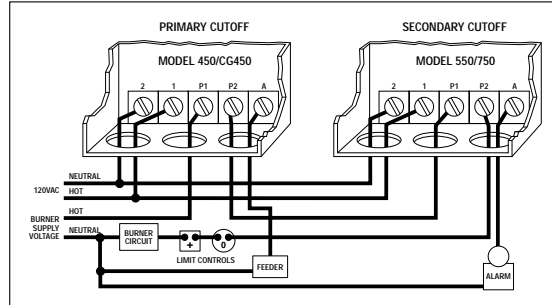 PRIMARY CUTOFF
SECONDARY CUTOFF
MODEL 450/CG450
MODEL 550/750
2 1 P1 P2 A
2 1 P1 P2 A
NEUTRAL
120VAC
HOT
HOT
BURNER
SUPPLY
VOLTAGE
NEUTRAL
BURNER
CIRCUIT
+
0
LIMIT CONTROLS
FEEDER
ALARM